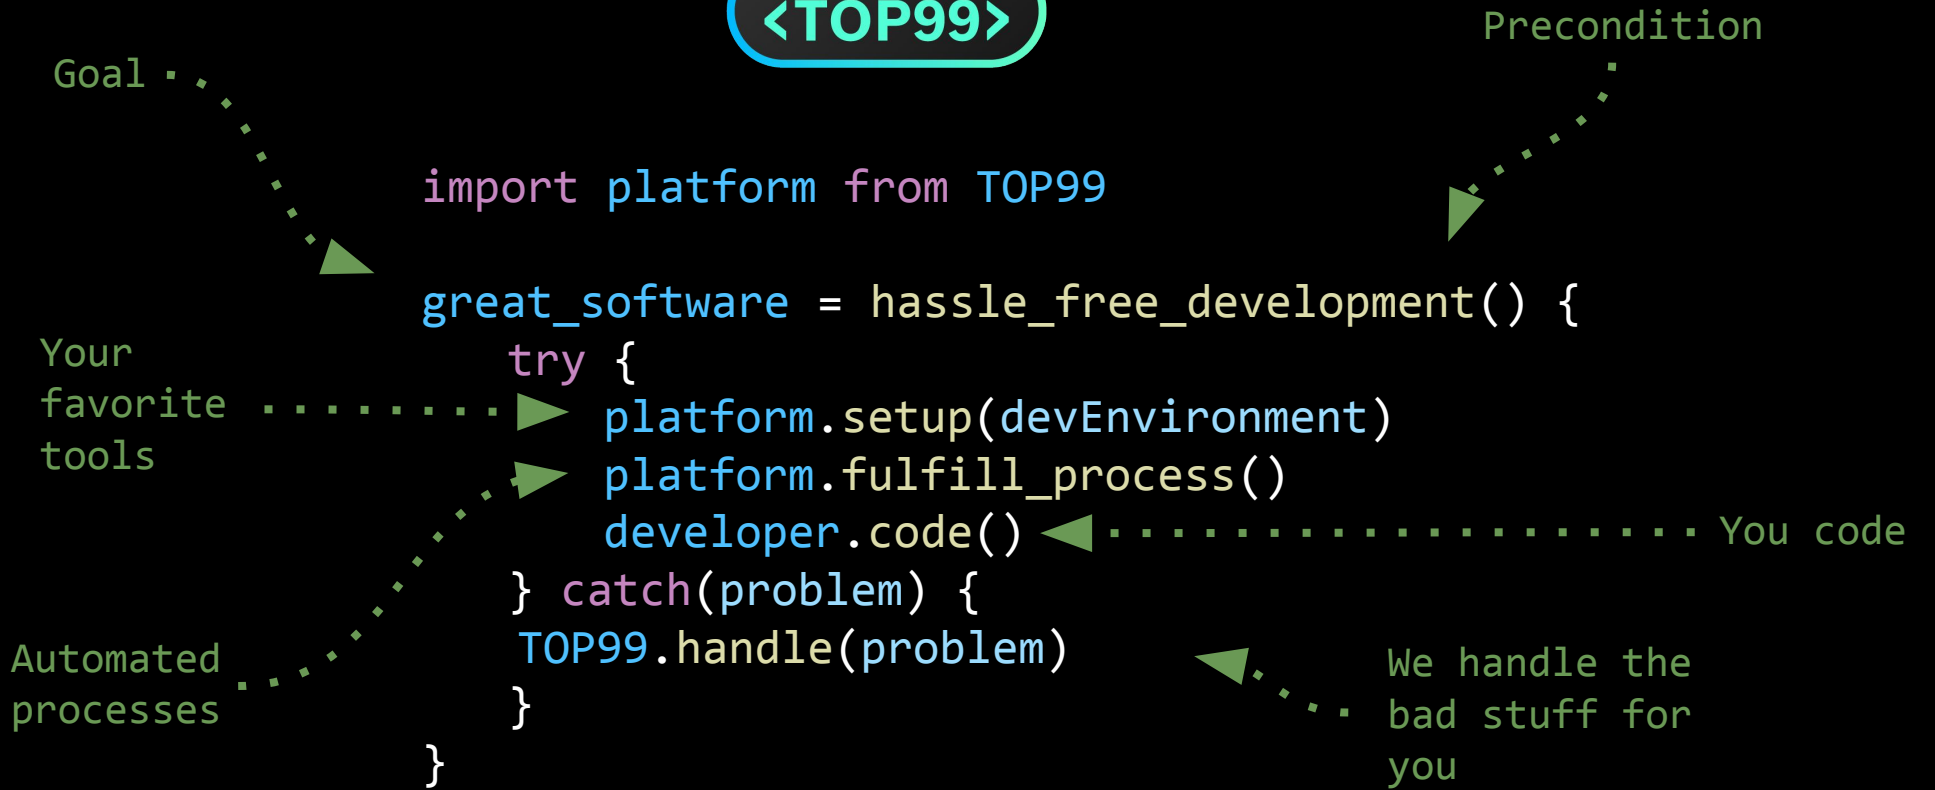 <TOP99>
Precondition
Goal
import platform from TOP99
great_software = hassle_free_development() {
try {
Your
favorite
tools
platform.setup(devEnvironment)
platform.fulfill_process()
developer.code()
You code
} catch(problem) {
TOP99.handle(problem)
Automated
processes
We handle the
bad stuff for
you
}
}